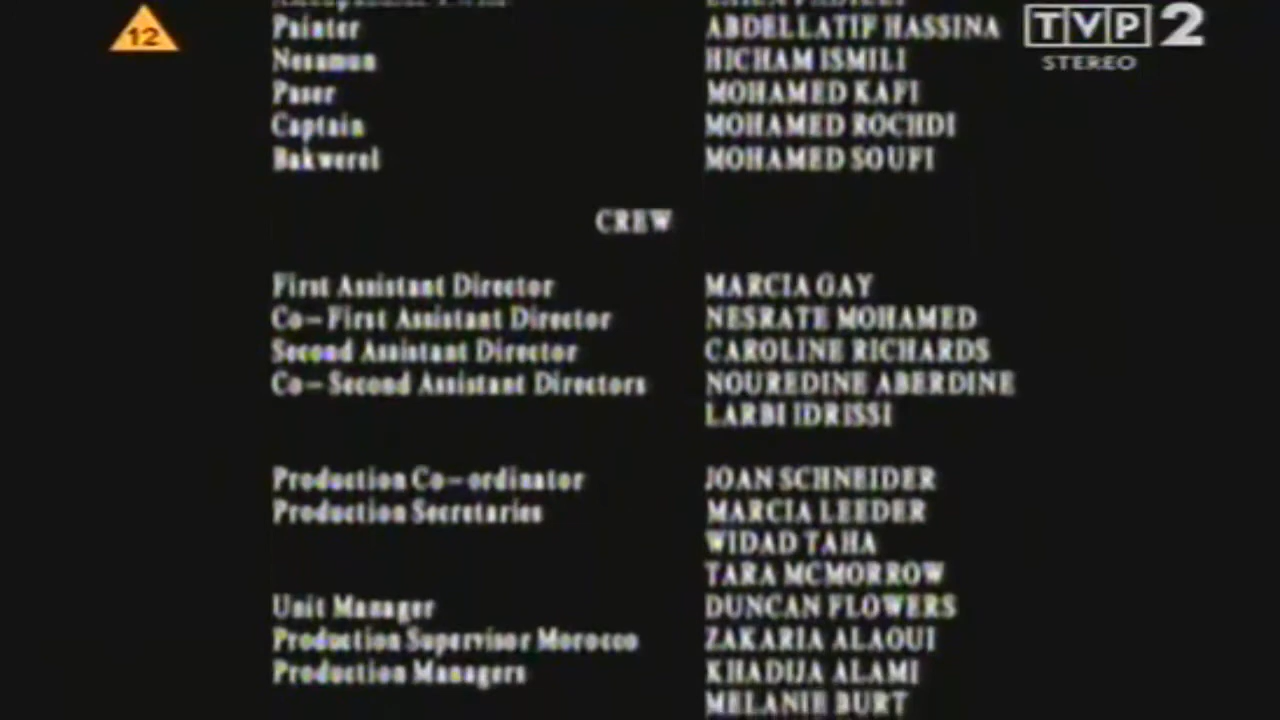 12
TVP 2
STEREO
Painter ABDELLATIF HASSINA
Nesamun HICHAM ISMILI
Paser MOHAMED KAFI
Captain MOHAMED ROCHDI
Bakwerel MOHAMED SOUFI
CREW
First Assistant Director MARCIA GAY
Co-First Assistant Director NESRATE MOHAMED
Second Assistant Director CAROLINE RICHARDS
Co-Second Assistant Directors NOUREDINE ABERDINE
LARBI IDRISSI
Production Co-ordinator JOAN SCHNEIDER
Production Secretaries MARCIA LEEDER
WIDAD TAHA
TARA MCMORROW
Unit Manager DUNCAN FLOWERS
Production Supervisor Morocco ZAKARIA ALAOUI
Production Managers KHADIJA ALAMI
MELANIE BURT